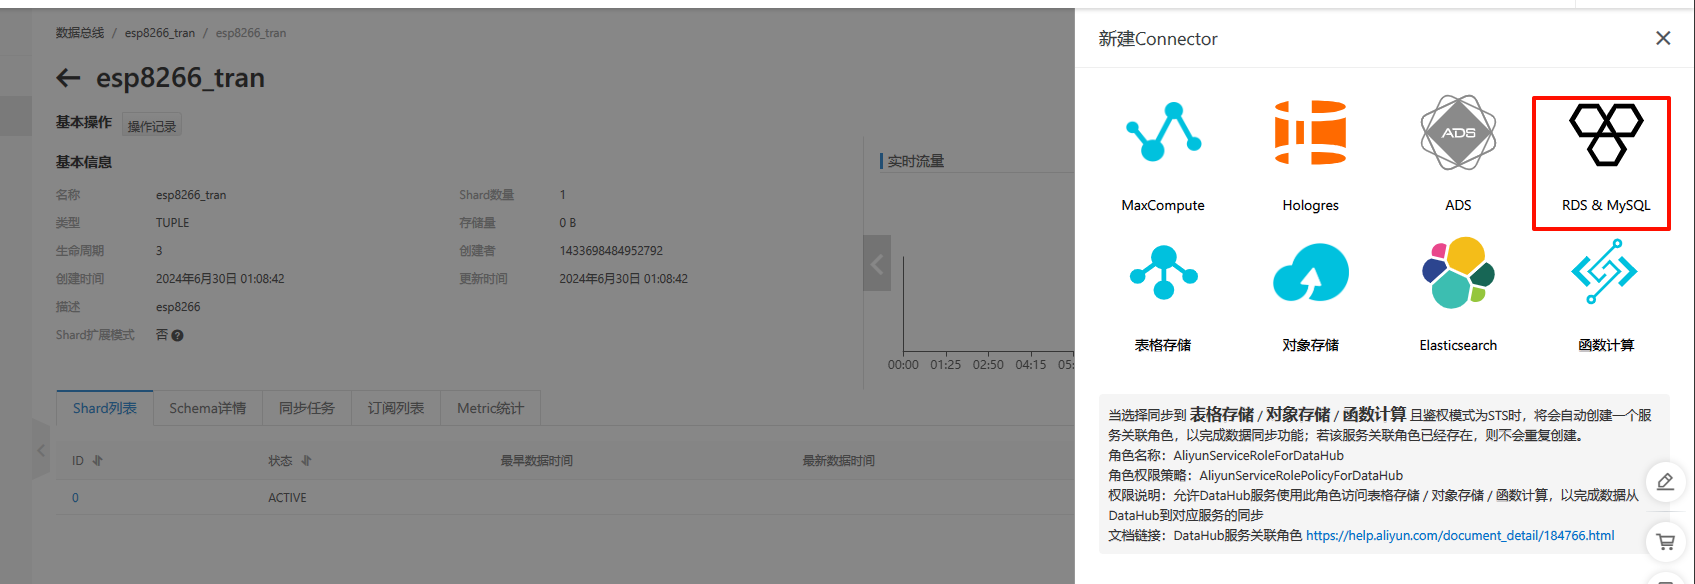 数据总线 / esp8266_tran / esp8266_tran
esp8266_tran
基本操作 操作记录
基本信息
名称 esp8266_tran Shard数量 1
类型 TUPLE 存储量 0 B
生命周期 3 创建者 1433698484952792
创建时间 2024年6月30日 01:08:42 更新时间 2024年6月30日 01:08:42
描述 esp8266
Shard扩展模式 否
实时流量
00:00 01:25 02:50 04:15 05:
Shard列表 Schema详情 同步任务 订阅列表 Metric统计
ID 状态 最早数据时间 最新数据时间
0 ACTIVE
新建Connector
ADS
MaxCompute Hologres ADS RDS & MySQL
表格存储 对象存储 Elasticsearch 函数计算
当选择同步到 表格存储 / 对象存储 / 函数计算 且鉴权模式为STS时，将会自动创建一个服
务关联角色，以完成数据同步功能；若该服务关联角色已经存在，则不会重复创建。
角色名称：AliyunServiceRoleForDataHub
角色权限策略：AliyunServiceRolePolicyForDataHub
权限说明：允许DataHub服务使用此角色访问表格存储 / 对象存储 / 函数计算，以完成数据从
DataHub到对应服务的同步
文档链接：DataHub服务关联角色 https://help.aliyun.com/document_detail/184766.html